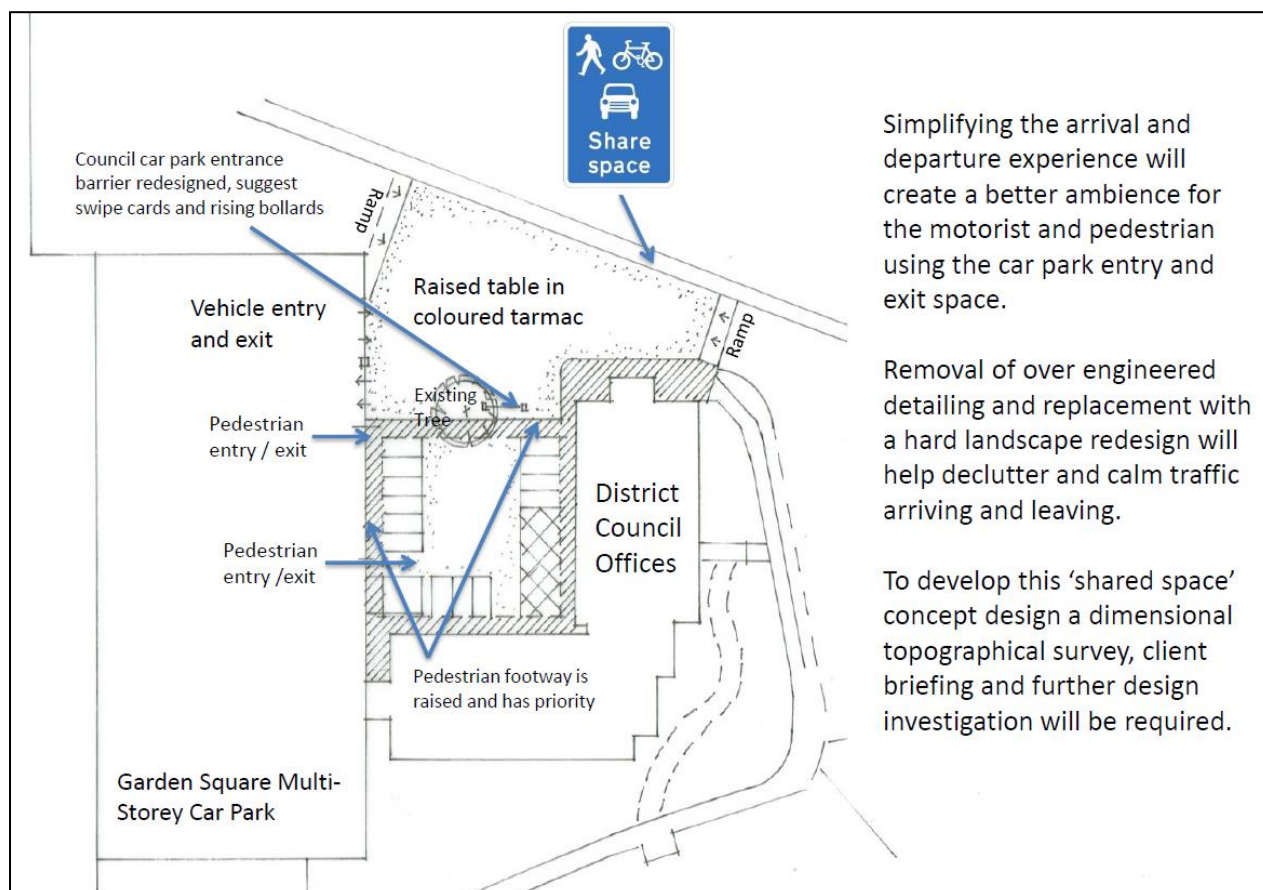 Share
space
Council car park entrance
barrier redesigned, suggest
swipe cards and rising bollards
Ramp
Raised table in
coloured tarmac
Vehicle entry
and exit
Ramp
Existing
Tree
Pedestrian
entry / exit
District
Council
Offices
Pedestrian
entry /exit
Pedestrian footway is
raised and has priority
Garden Square Multi-
Storey Car Park
Simplifying the arrival and
departure experience will
create a better ambience for
the motorist and pedestrian
using the car park entry and
exit space.
Removal of over engineered
detailing and replacement with
a hard landscape redesign will
help declutter and calm traffic
arriving and leaving.
To develop this ‘shared space’
concept design a dimensional
topographical survey, client
briefing and further design
investigation will be required.